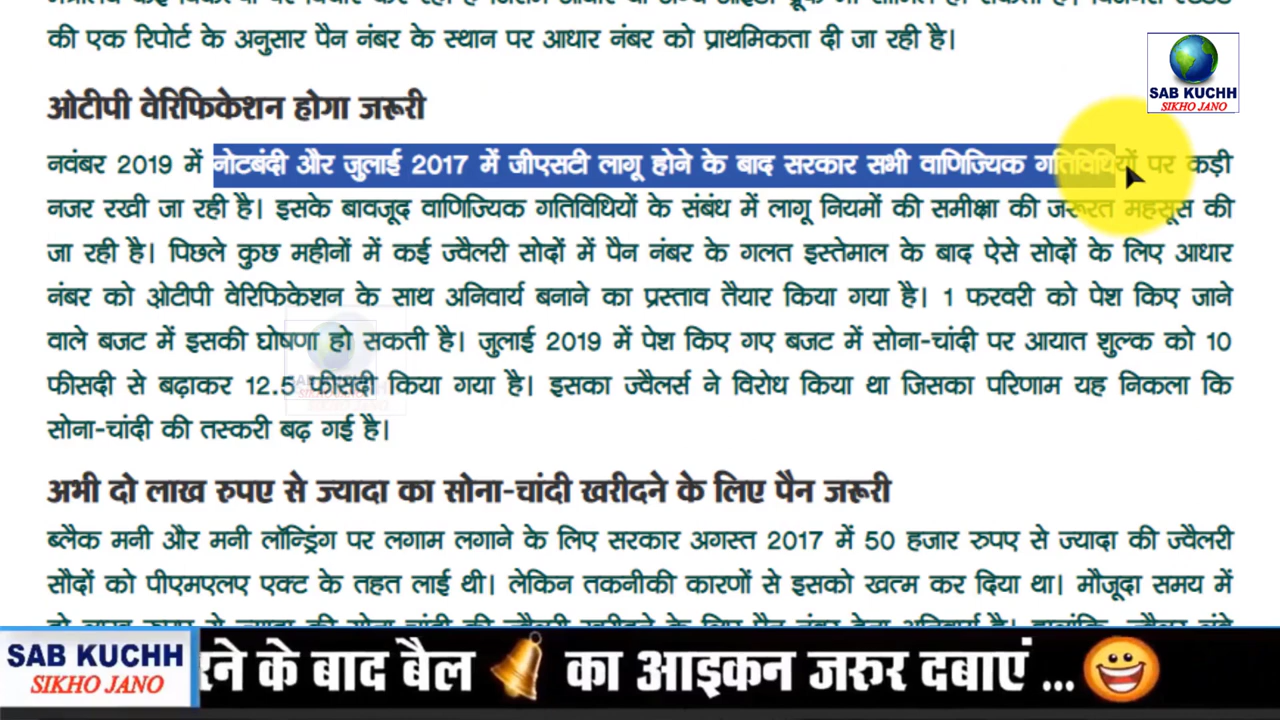 की एक रिपोर्ट के अनुसार पैन नंबर के स्थान पर आधार नंबर को प्राथमिकता दी जा रही है।
SAB KUCHH
SIKHO JANO
ओटीपी वेरिफिकेशन होगा जरूरी
नवंबर 2019 में नोटबंदी और जुलाई 2017 में जीएसटी लागू होने के बाद सरकार सभी वाणिज्यिक गतिविधियों पर कड़ी
नजर रखी जा रही है। इसके बावजूद वाणिज्यिक गतिविधियों के संबंध में लागू नियमों की समीक्षा की जरूरत महसूस की
जा रही है। पिछले कुछ महीनों में कई ज्वैलरी सोदों में पैन नंबर के गलत इस्तेमाल के बाद ऐसे सोदों के लिए आधार
नंबर को ओटीपी वेरिफिकेशन के साथ अनिवार्य बनाने का प्रस्ताव तैयार किया गया है। 1 फरवरी को पेश किए जाने
वाले बजट में इसकी घोषणा हो सकती है। जुलाई 2019 में पेश किए गए बजट में सोना-चांदी पर आयात शुल्क को 10
फीसदी से बढ़ाकर 12.5 फीसदी किया गया है। इसका ज्वैलर्स ने विरोध किया था जिसका परिणाम यह निकला कि
सोना-चांदी की तस्करी बढ़ गई है।
SAB KUCHH
SIKHO JANO
अभी दो लाख रुपए से ज्यादा का सोना-चांदी खरीदने के लिए पैन जरूरी
ब्लैक मनी और मनी लॉन्ड्रिंग पर लगाम लगाने के लिए सरकार अगस्त 2017 में 50 हजार रुपए से ज्यादा की ज्वैलरी
सौदों को पीएमएलए एक्ट के तहत लाई थी। लेकिन तकनीकी कारणों से इसको खत्म कर दिया था। मौजूदा समय में
SAB KUCHH
SIKHO JANO
के बाद बैल का आइकन जरुर दबाएं ...